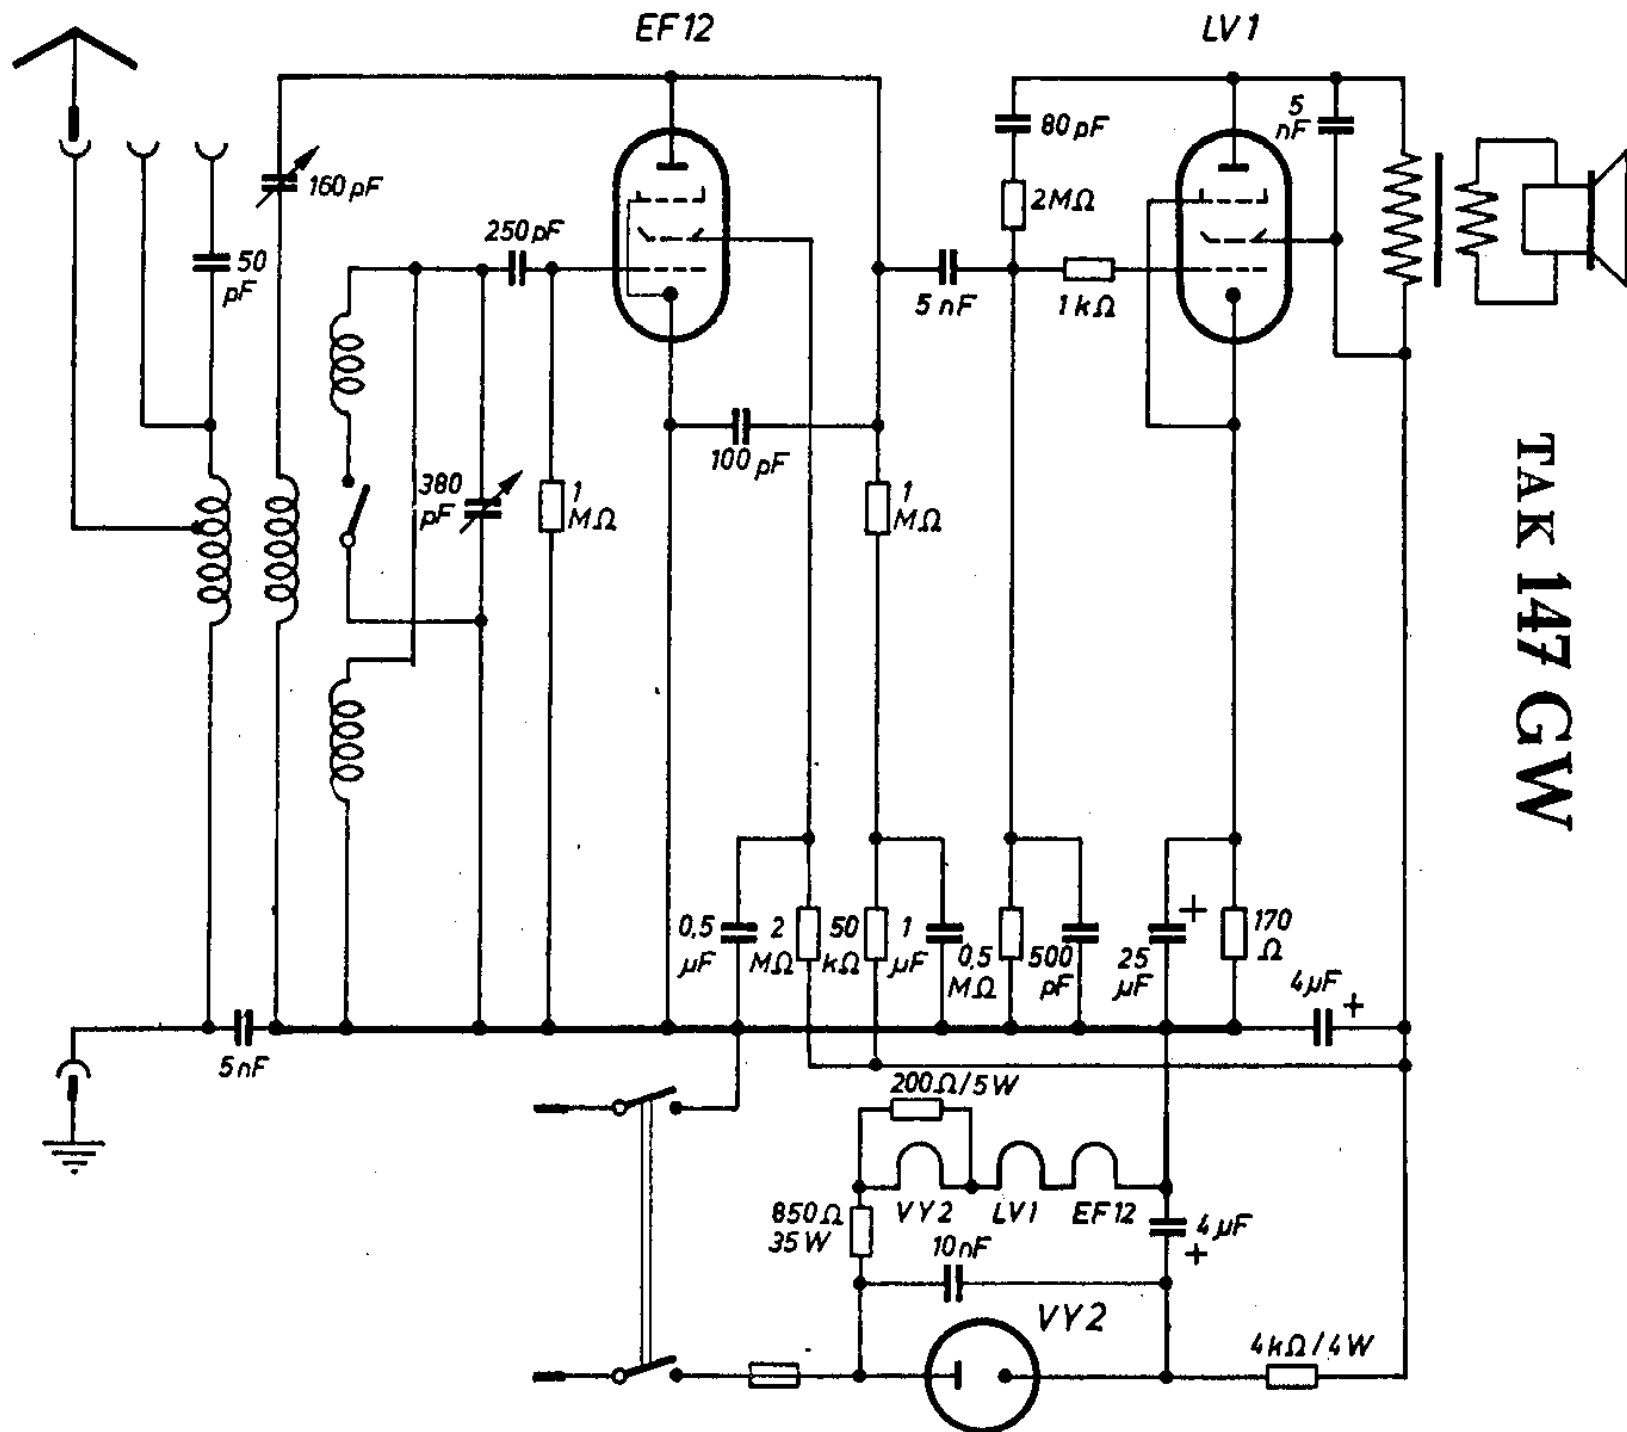 EF12
LV1
160 pF
50
pF
250 pF
80 pF
2MΩ
5
nF
5 nF
1 kΩ
380
pF
1
MΩ
100 pF
1
MΩ
TAK 147 GW
0,5
µF
2
MΩ
50
kΩ
1
µF
0,5
MΩ
500
pF
25
µF
+
170
Ω
4µF
+
5nF
200Ω/5W
850Ω
35W
VY2
LV1
EF12
4µF
+
10nF
VY2
4kΩ/4W